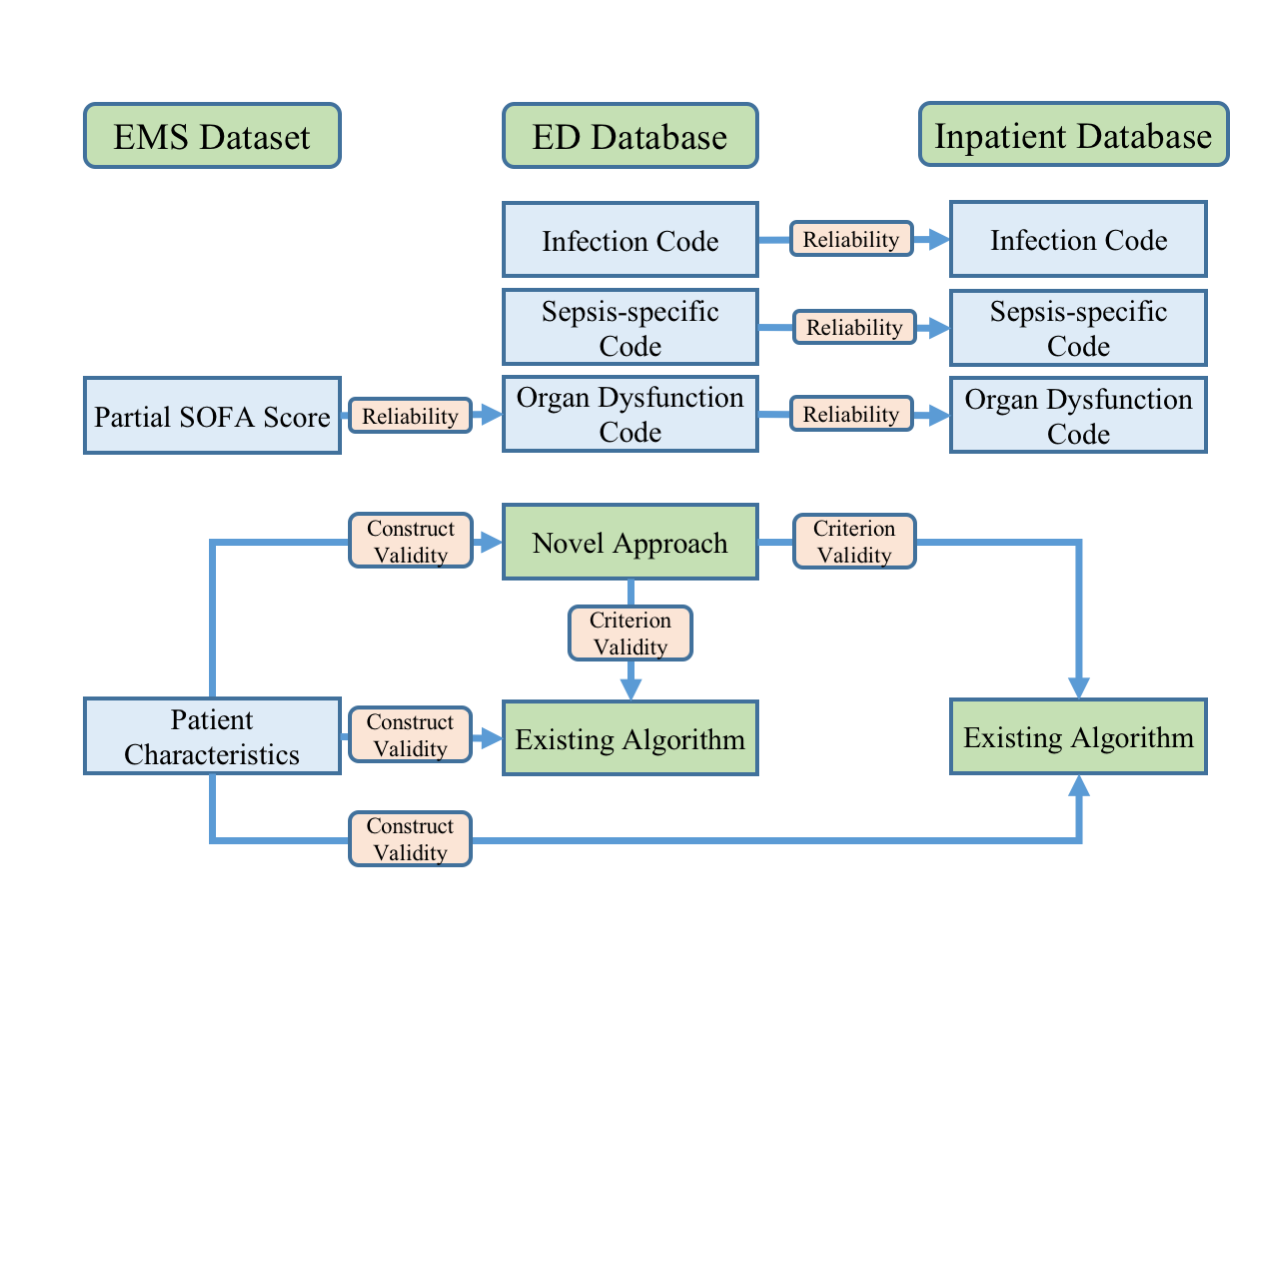 EMS Dataset
ED Database
Inpatient Database
Infection Code
Reliability
Infection Code
Sepsis-specific
Code
Reliability
Sepsis-specific
Code
Partial SOFA Score
Reliability
Organ Dysfunction
Code
Reliability
Organ Dysfunction
Code
Construct
Validity
Novel Approach
Criterion
Validity
Criterion
Validity
Patient
Characteristics
Construct
Validity
Existing Algorithm
Existing Algorithm
Construct
Validity